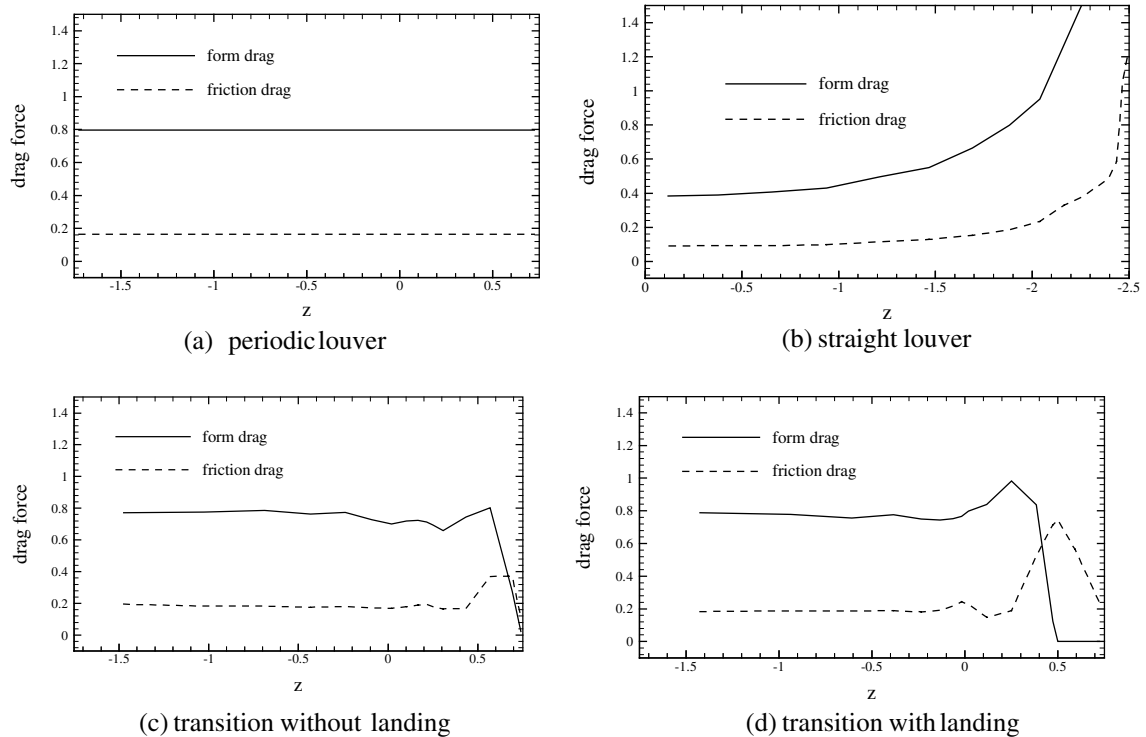 1.4
1.2
1
0.8
0.6
0.4
0.2
0
drag force
form drag
friction drag
-1.5
-1
-0.5
0
0.5
z
(a) periodic louver
1.4
1.2
1
0.8
0.6
0.4
0.2
0
drag force
form drag
friction drag
0
-0.5
-1
-1.5
-2
-2.5
z
(b) straight louver
1.4
1.2
1
0.8
0.6
0.4
0.2
0
drag force
form drag
friction drag
-1.5
-1
-0.5
0
0.5
z
(c) transition without landing
1.4
1.2
1
0.8
0.6
0.4
0.2
0
drag force
form drag
friction drag
-1.5
-1
-0.5
0
0.5
z
(d) transition with landing